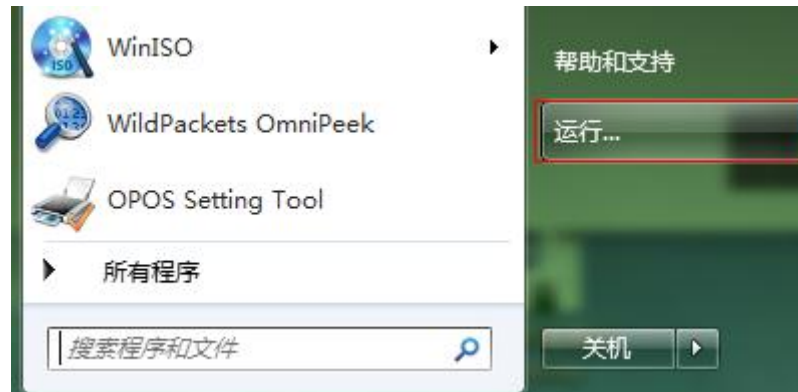 WinISO
WildPackets OmniPeek
OPOS Setting Tool
所有程序
搜索程序和文件
帮助和支持
运行...
关机